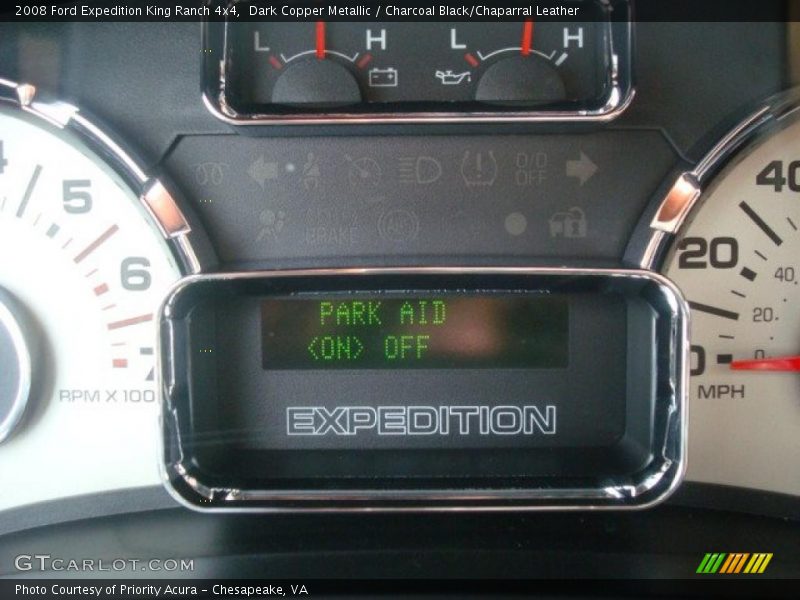 2008 Ford Expedition King Ranch 4x4,  Dark Copper Metallic / Charcoal Black/Chaparral Leather
L H L H
O/D
OFF
BRAKE
4 5 6 7
RPM X 100
0 20 40
0 20 40
MPH
PARK AID
<ON> OFF
EXPEDITION
GTCARLOT.COM
Photo Courtesy of Priority Acura – Chesapeake, VA